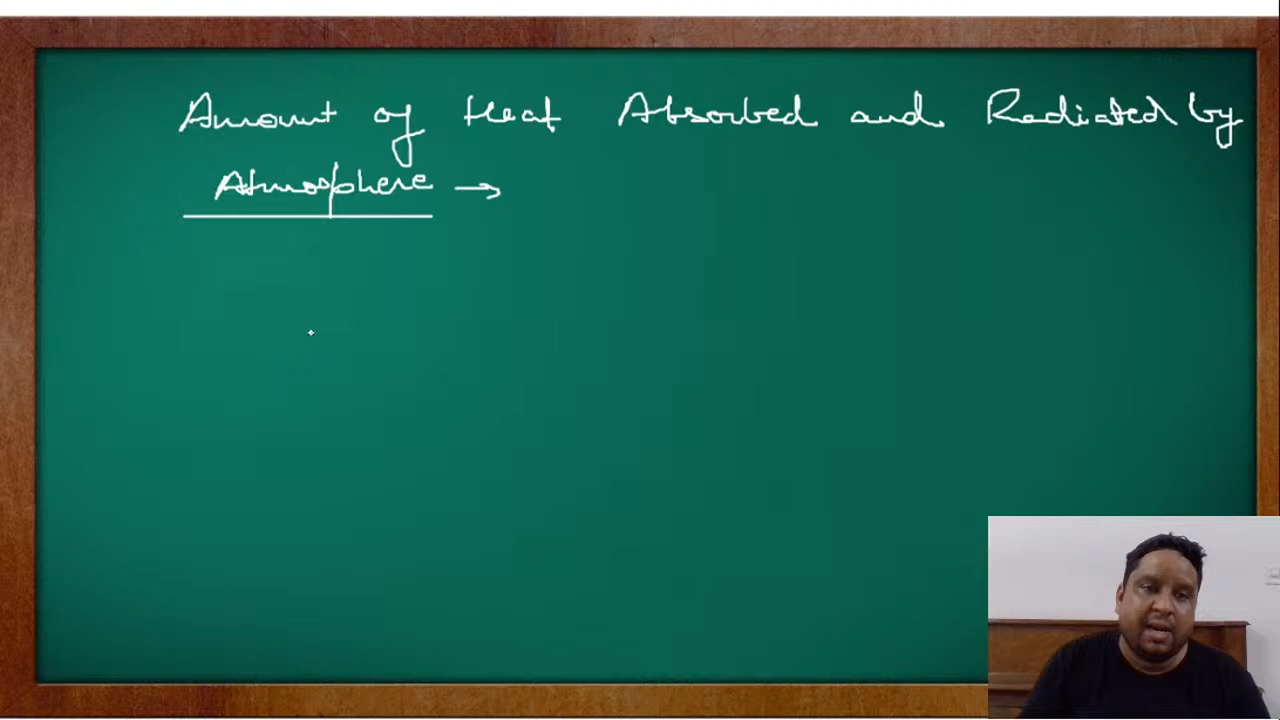 Amount of Heat Absorbed and Radiated by
Atmosphere →